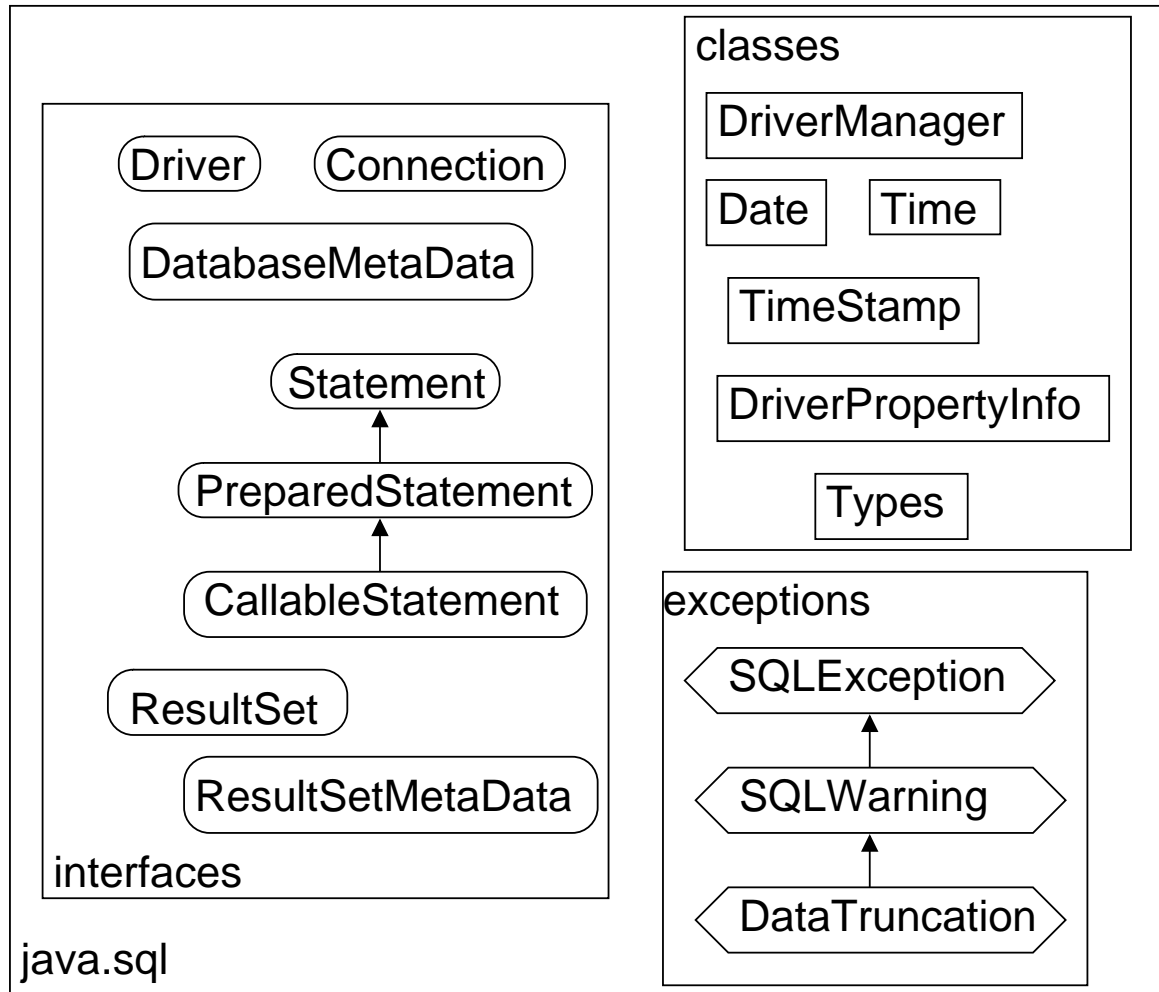 classes
DriverManager
Date
Time
TimeStamp
DriverPropertyInfo
Types
Driver
Connection
DatabaseMetaData
Statement
PreparedStatement
CallableStatement
ResultSet
ResultSetMetaData
interfaces
exceptions
SQLException
SQLWarning
DataTruncation
java.sql